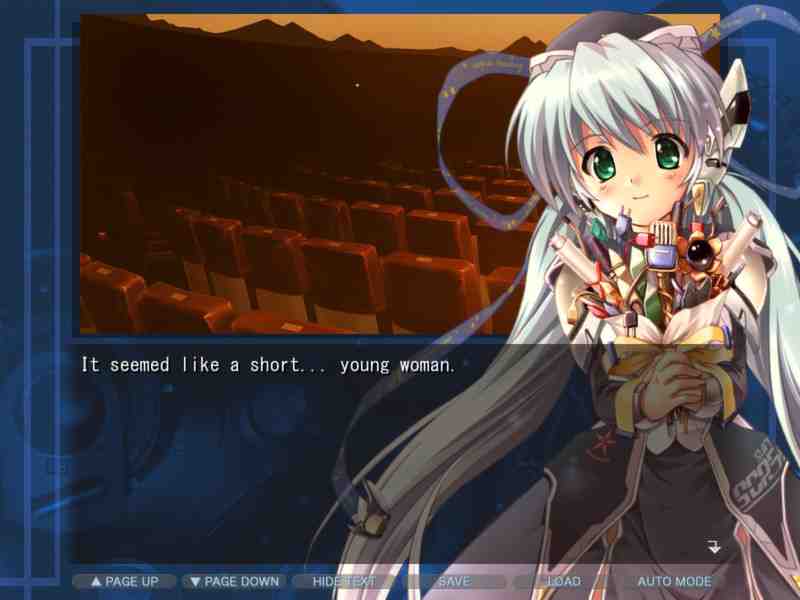 It seemed like a short... young woman.
▲ PAGE UP
▼ PAGE DOWN
HIDE TEXT
SAVE
LOAD
AUTO MODE